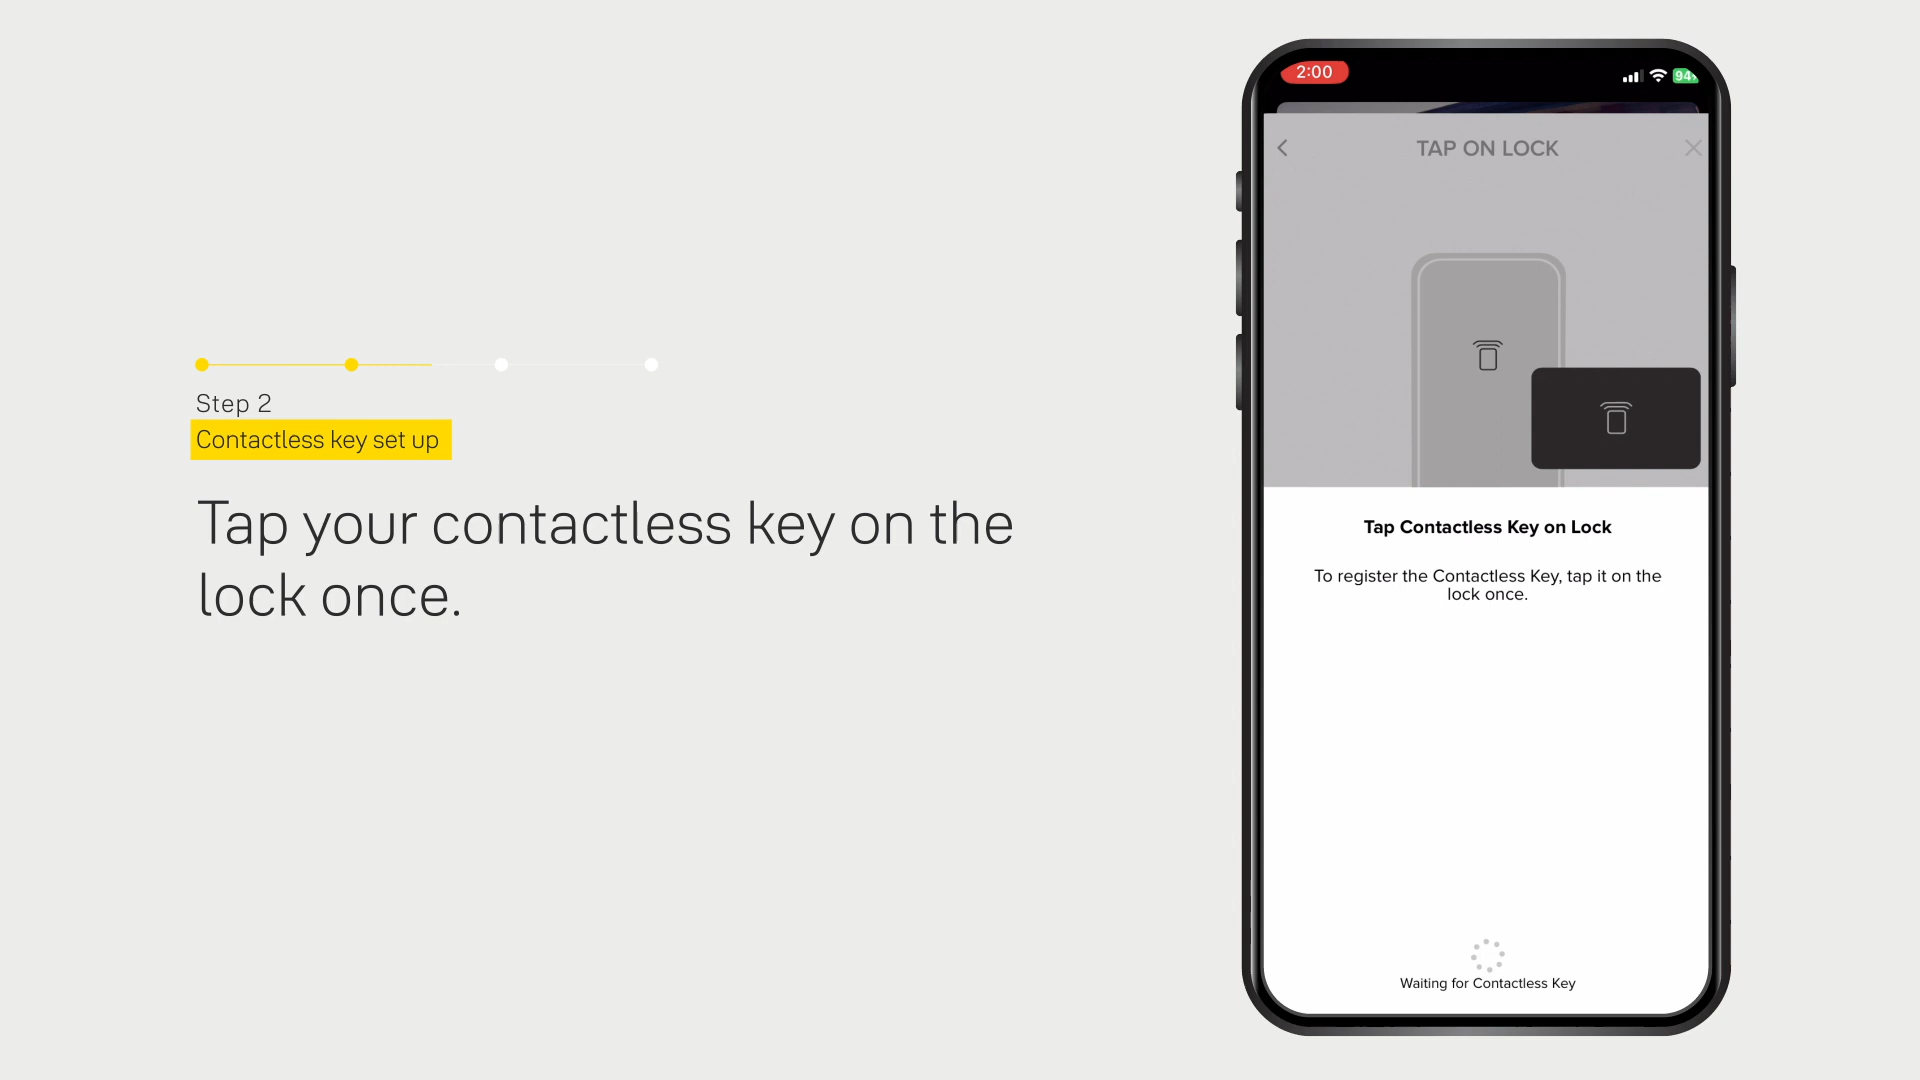 Step 2
Contactless key set up
Tap your contactless key on the
lock once.
2:00
94
TAP ON LOCK
Tap Contactless Key on Lock
To register the Contactless Key, tap it on the
lock once.
Waiting for Contactless Key